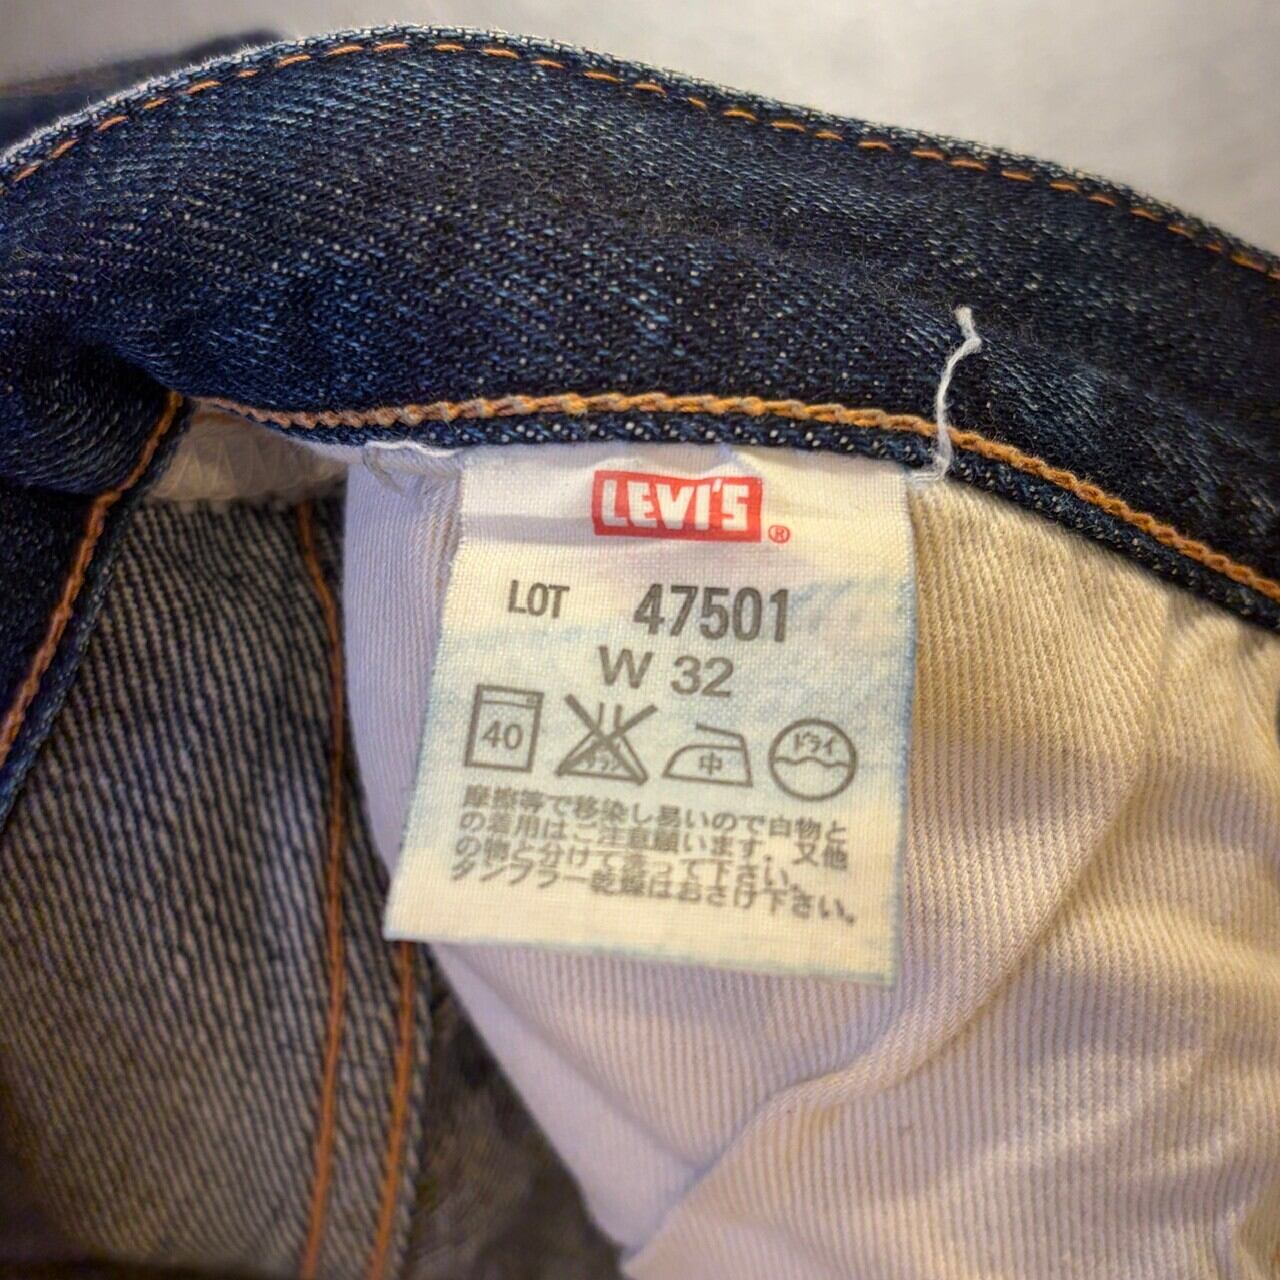 LEVI'S®
LOT 47501
W 32
40 中 ドライ
摩擦等で移染し易いので白物と
の着用はご注意願います。又他
の物と分けて洗って下さい。
タンブラー乾燥はおさけ下さい。